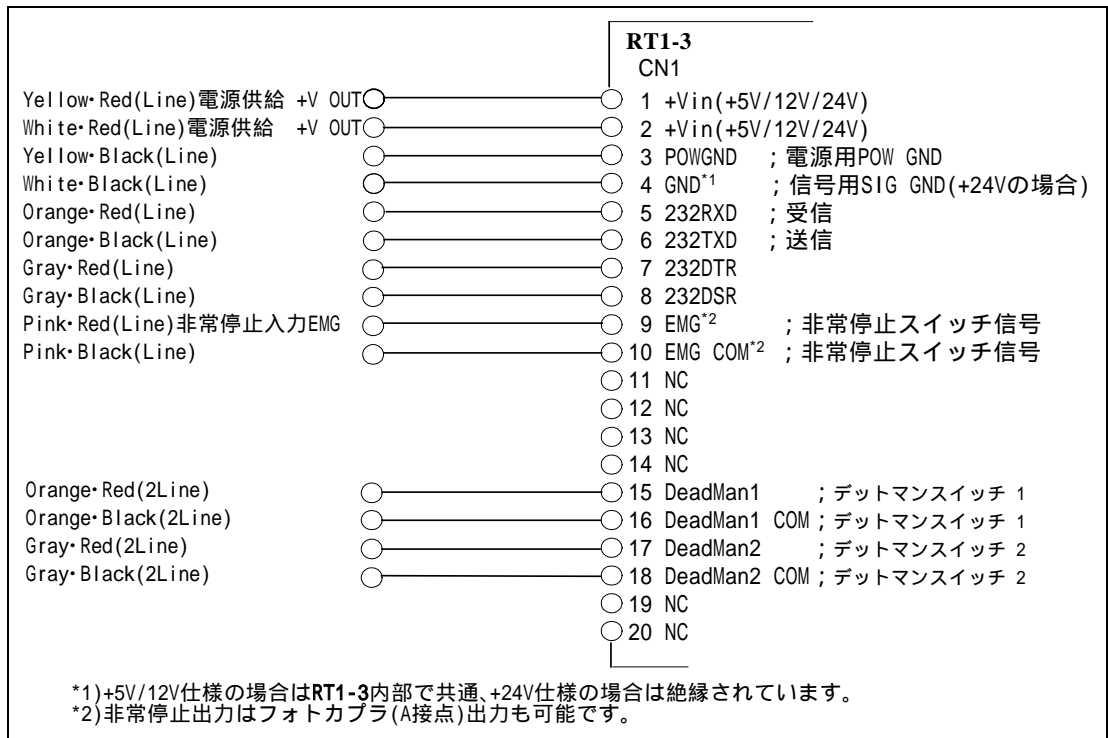 RT1-3
CN1
Yellow・Red(Line)電源供給 +V OUT 1 +Vin(+5V/12V/24V)
White・Red(Line)電源供給 +V OUT 2 +Vin(+5V/12V/24V)
Yellow・Black(Line) 3 POWGND ;電源用POW GND
White・Black(Line) 4 GND*1 ;信号用SIG GND(+24Vの場合)
Orange・Red(Line) 5 232RXD ;受信
Orange・Black(Line) 6 232TXD ;送信
Gray・Red(Line) 7 232DTR
Gray・Black(Line) 8 232DSR
Pink・Red(Line)非常停止入力EMG 9 EMG*2 ;非常停止スイッチ信号
Pink・Black(Line) 10 EMG COM*2 ;非常停止スイッチ信号
11 NC
12 NC
13 NC
14 NC
Orange・Red(2Line) 15 DeadMan1 ;デットマンスイッチ 1
Orange・Black(2Line) 16 DeadMan1 COM ;デットマンスイッチ 1
Gray・Red(2Line) 17 DeadMan2 ;デットマンスイッチ 2
Gray・Black(2Line) 18 DeadMan2 COM ;デットマンスイッチ 2
19 NC
20 NC
*1)+5V/12V仕様の場合はRT1-3内部で共通、+24V仕様の場合は絶縁されています。
*2)非常停止出力はフォトカプラ(A接点)出力も可能です。